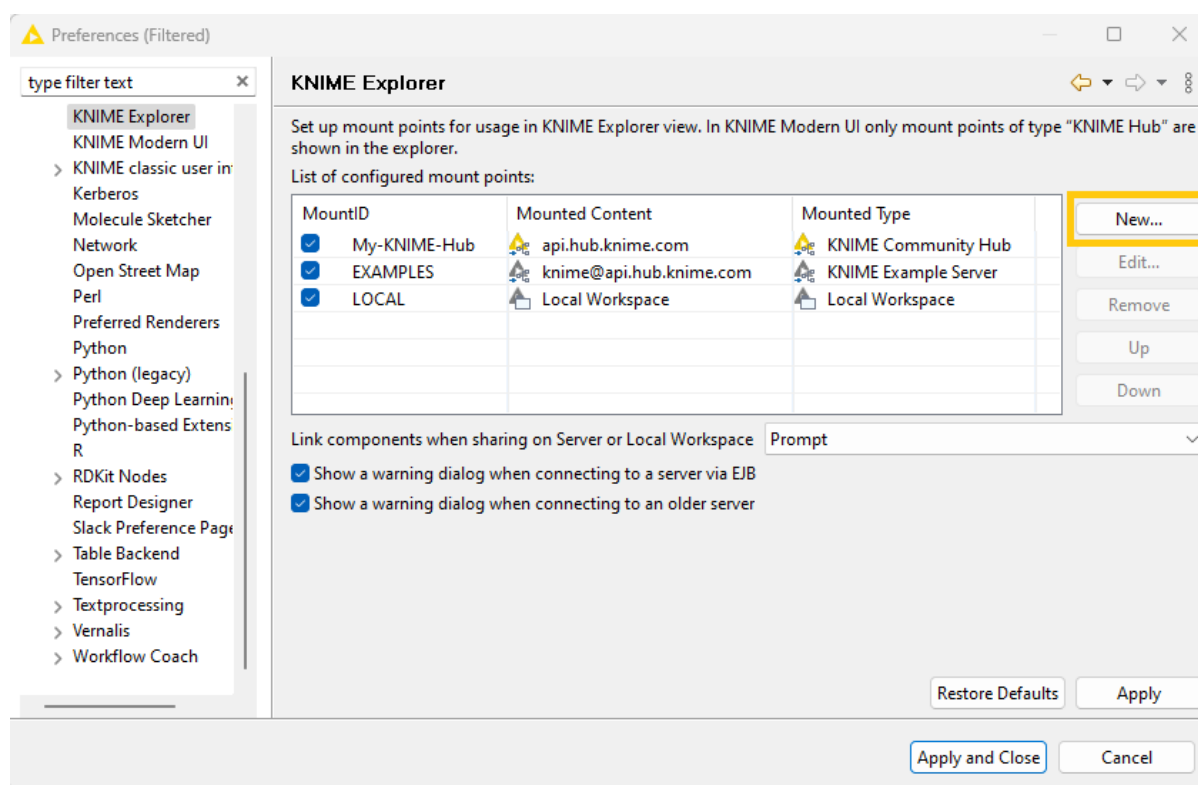 Preferences (Filtered)
type filter text
KNIME Explorer
KNIME Modern UI
KNIME classic user in
Kerberos
Molecule Sketcher
Network
Open Street Map
Perl
Preferred Renderers
Python
Python (legacy)
Python Deep Learning
Python-based Extens
R
RDKit Nodes
Report Designer
Slack Preference Page
Table Backend
TensorFlow
Textprocessing
Vernalis
Workflow Coach
KNIME Explorer
Set up mount points for usage in KNIME Explorer view. In KNIME Modern UI only mount points of type "KNIME Hub" are
shown in the explorer.
List of configured mount points:
MountID Mounted Content Mounted Type
My-KNIME-Hub api.hub.knime.com KNIME Community Hub
EXAMPLES knime@api.hub.knime.com KNIME Example Server
LOCAL Local Workspace Local Workspace
New...
Edit...
Remove
Up
Down
Link components when sharing on Server or Local Workspace Prompt
Show a warning dialog when connecting to a server via EJB
Show a warning dialog when connecting to an older server
Restore Defaults Apply
Apply and Close Cancel